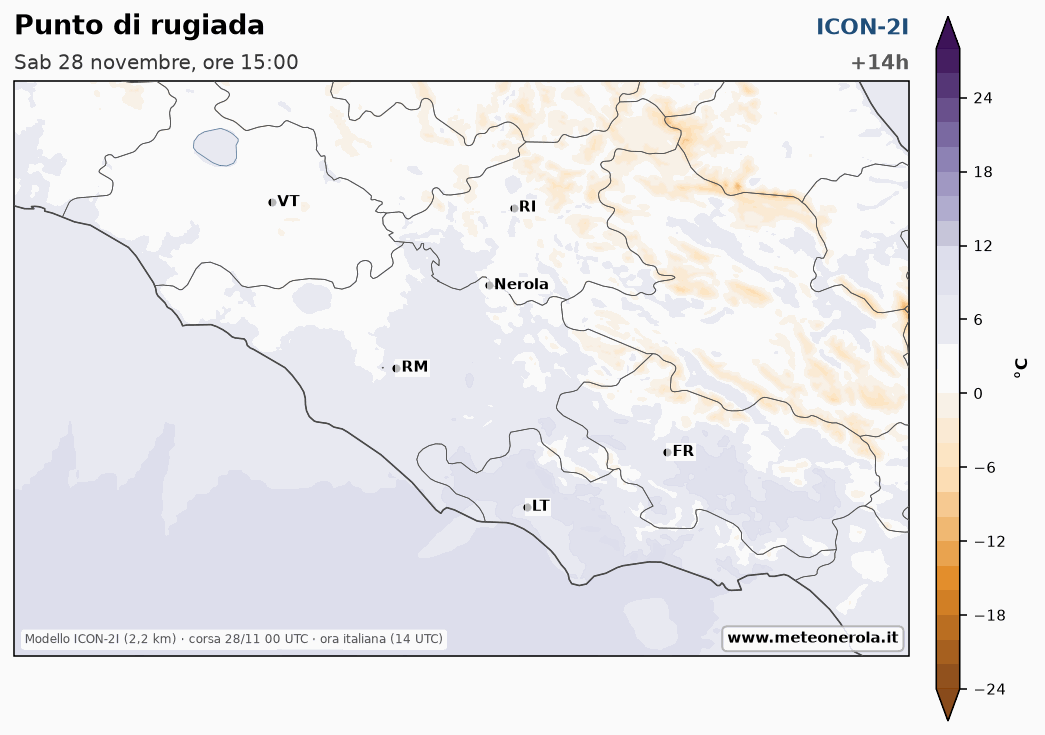 Punto di rugiada
ICON-2I
Sab 28 novembre, ore 15:00
+14h
VT
RI
Nerola
RM
FR
LT
24
18
12
6
0
−6
−12
−18
−24
°C
Modello ICON-2I (2,2 km) · corsa 28/11 00 UTC · ora italiana (14 UTC)
www.meteonerola.it